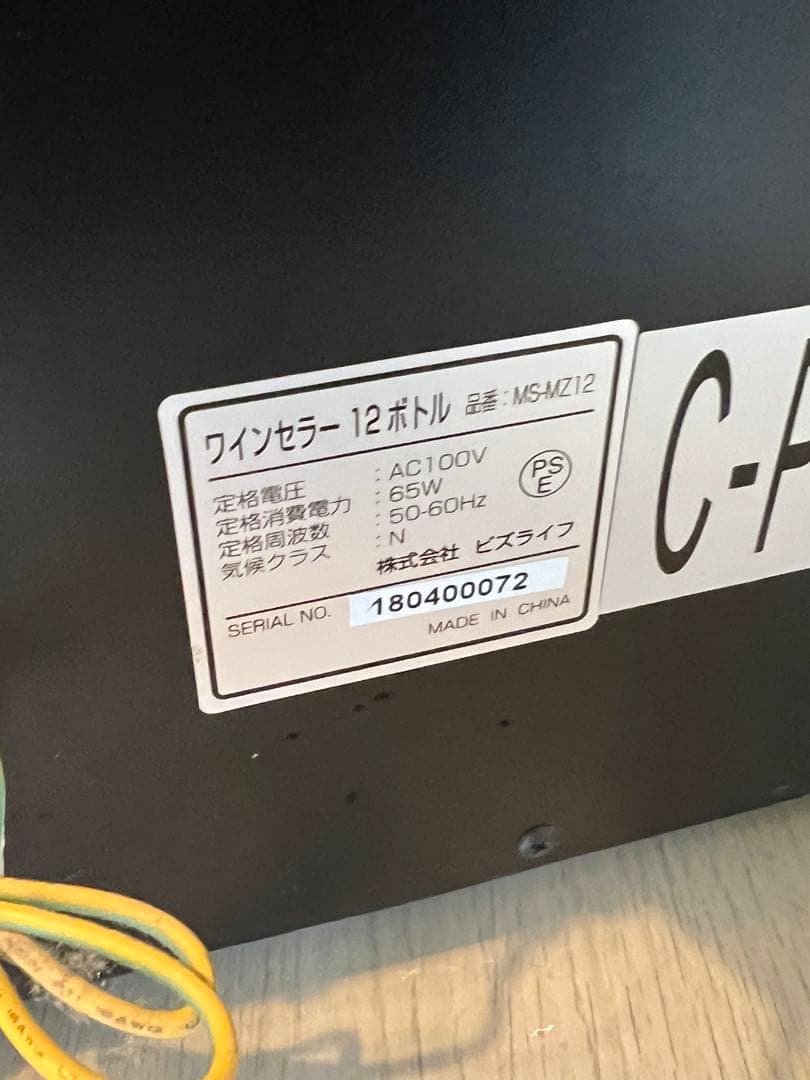 ワインセラー 12ボトル 品番：MS-MZ12
定格電圧 ：AC100V
定格消費電力 ：65W
定格周波数 ：50-60Hz
気候クラス ：N
PS
E
株式会社 ビズライフ
SERIAL NO. 180400072
MADE IN CHINA
C-